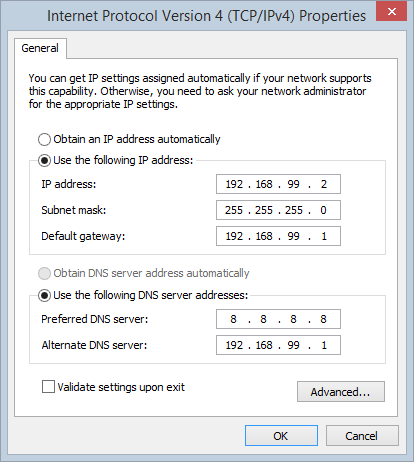 Internet Protocol Version 4 (TCP/IPv4) Properties
General
You can get IP settings assigned automatically if your network supports
this capability. Otherwise, you need to ask your network administrator
for the appropriate IP settings.
Obtain an IP address automatically
Use the following IP address:
IP address: 192 . 168 . 99 . 2
Subnet mask: 255 . 255 . 255 . 0
Default gateway: 192 . 168 . 99 . 1
Obtain DNS server address automatically
Use the following DNS server addresses:
Preferred DNS server: 8 . 8 . 8 . 8
Alternate DNS server: 192 . 168 . 99 . 1
Validate settings upon exit
Advanced...
OK Cancel